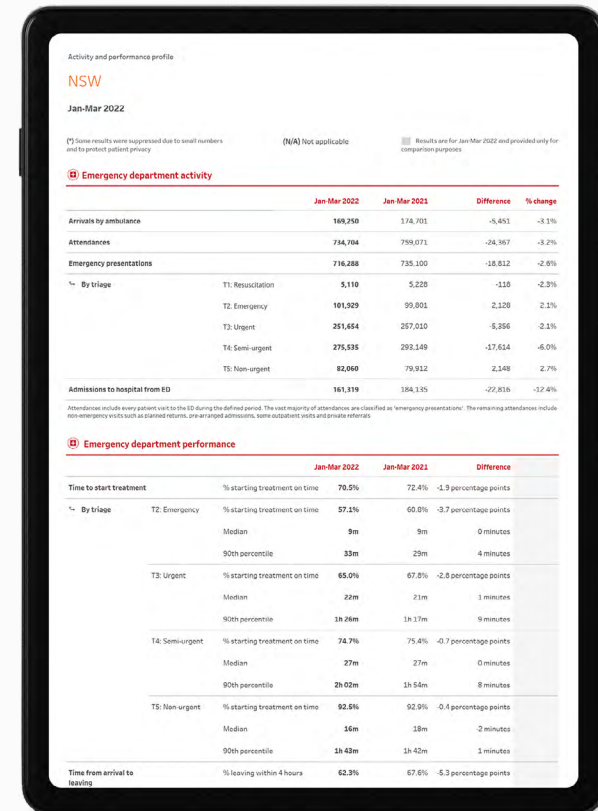 Activity and performance profile
NSW
Jan-Mar 2022
(*) Some results were suppressed due to small numbers and to protect patient privacy
(N/A) Not applicable
Results are for Jan-Mar 2022 and provided only for comparison purposes
Emergency department activity
Jan-Mar 2022 Jan-Mar 2021 Difference % change
Arrivals by ambulance 169,250 174,701 -5,451 -3.1%
Attendances 734,704 759,071 -24,367 -3.2%
Emergency presentations 716,288 735,100 -18,812 -2.6%
By triage T1: Resuscitation 5,110 5,228 -118 -2.3%
T2: Emergency 101,929 99,801 2,128 2.1%
T3: Urgent 251,654 257,010 -5,356 -2.1%
T4: Semi-urgent 275,535 293,149 -17,614 -6.0%
T5: Non-urgent 82,060 79,912 2,148 2.7%
Admissions to hospital from ED 161,319 184,135 -22,816 -12.4%
Attendances include every patient visit to the ED during the defined period. The vast majority of attendances are classified as 'emergency presentations'. The remaining attendances include
non-emergency visits such as planned returns, pre-arranged admissions, some outpatient visits and private referrals
Emergency department performance
Jan-Mar 2022 Jan-Mar 2021 Difference
Time to start treatment % starting treatment on time 70.5% 72.4% -1.9 percentage points
By triage T2: Emergency % starting treatment on time 57.1% 60.8% -3.7 percentage points
Median 9m 9m 0 minutes
90th percentile 33m 29m 4 minutes
T3: Urgent % starting treatment on time 65.0% 67.8% -2.8 percentage points
Median 22m 21m 1 minutes
90th percentile 1h 26m 1h 17m 9 minutes
T4: Semi-urgent % starting treatment on time 74.7% 75.4% -0.7 percentage points
Median 27m 27m 0 minutes
90th percentile 2h 02m 1h 54m 8 minutes
T5: Non-urgent % starting treatment on time 92.5% 92.9% -0.4 percentage points
Median 16m 18m -2 minutes
90th percentile 1h 43m 1h 42m 1 minutes
Time from arrival to leaving % leaving within 4 hours 62.3% 67.6% -5.3 percentage points